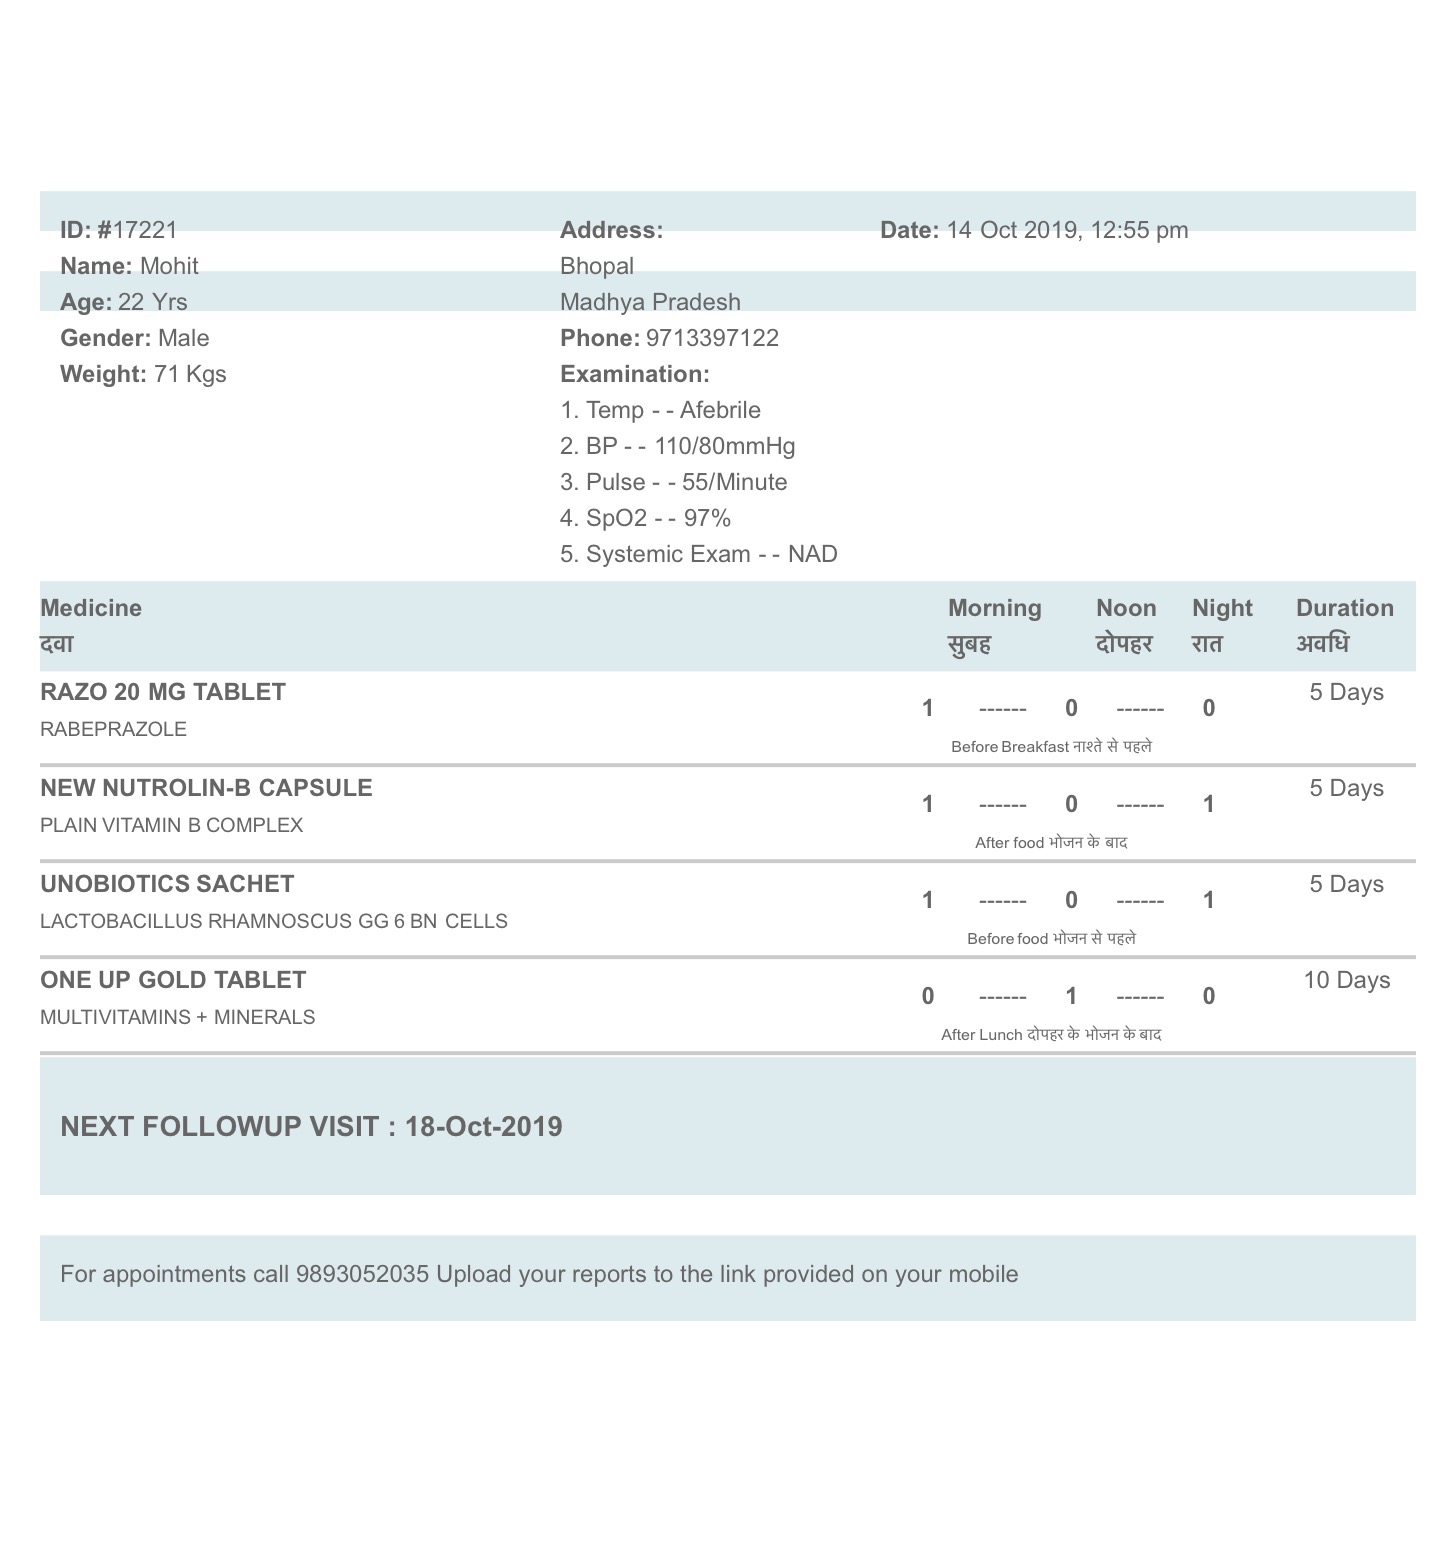 ID: #17221
Name: Mohit
Age: 22 Yrs
Gender: Male
Weight: 71 Kgs
Address:
Bhopal
Madhya Pradesh
Phone: 9713397122
Examination:
1. Temp - - Afebrile
2. BP - - 110/80mmHg
3. Pulse - - 55/Minute
4. SpO2 - - 97%
5. Systemic Exam - - NAD
Date: 14 Oct 2019, 12:55 pm
Medicine Morning Noon Night Duration
दवा सुबह दोपहर रात अवधि
RAZO 20 MG TABLET 5 Days
1 ------ 0 ------ 0
RABEPRAZOLE
Before Breakfast नाश्ते से पहले
NEW NUTROLIN-B CAPSULE 5 Days
1 ------ 0 ------ 1
PLAIN VITAMIN B COMPLEX
After food भोजन के बाद
UNOBIOTICS SACHET 5 Days
1 ------ 0 ------ 1
LACTOBACILLUS RHAMNOSCUS GG 6 BN CELLS
Before food भोजन से पहले
ONE UP GOLD TABLET 10 Days
0 ------ 1 ------ 0
MULTIVITAMINS + MINERALS
After Lunch दोपहर के भोजन के बाद
NEXT FOLLOWUP VISIT : 18-Oct-2019
For appointments call 9893052035 Upload your reports to the link provided on your mobile